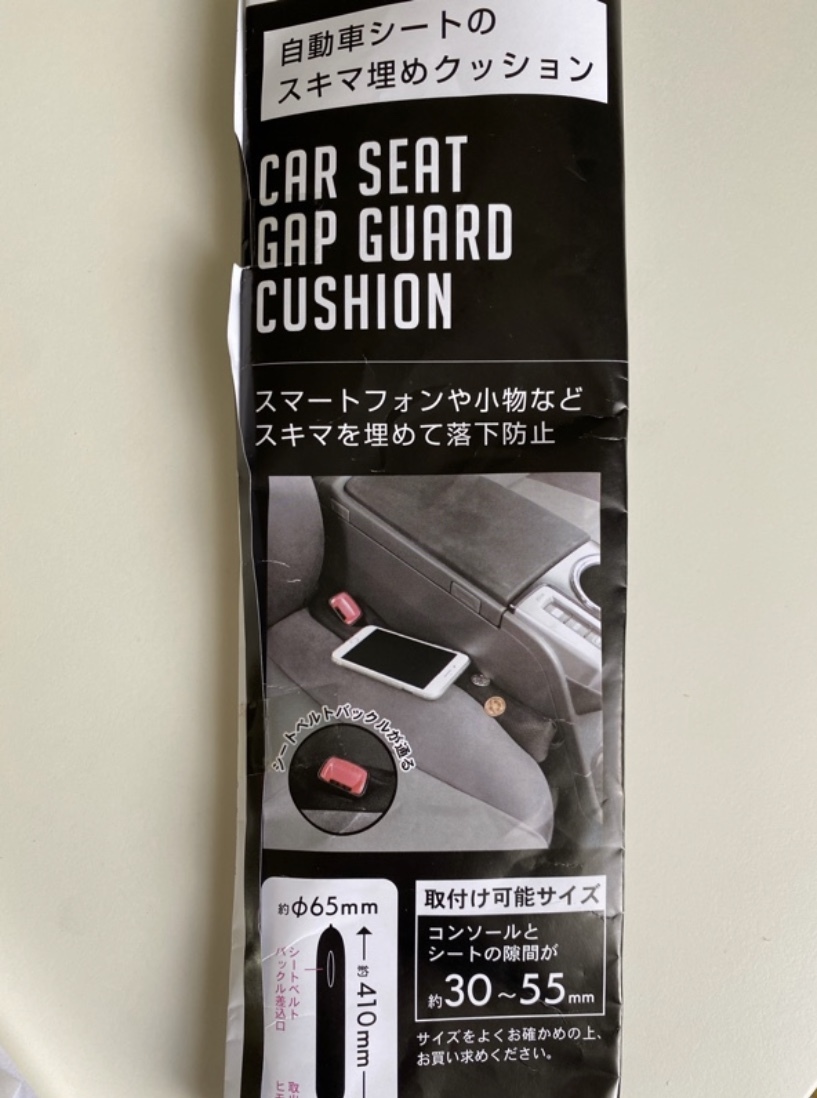 自動車シートの
スキマ埋めクッション
CAR SEAT
GAP GUARD
CUSHION
スマートフォンや小物など
スキマを埋めて落下防止
シートベルトバックルが通る
約φ65mm
シートベルト
バックル差込口
約410mm
取付け可能サイズ
コンソールと
シートの隙間が
約30~55mm
サイズをよくお確かめの上、
お買い求めください。